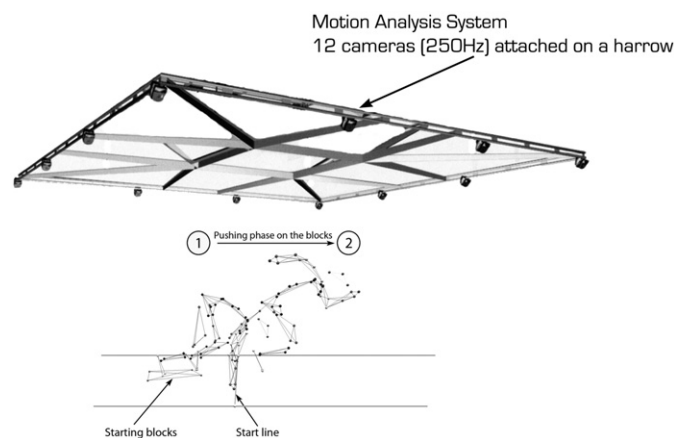 Motion Analysis System
12 cameras (250Hz) attached on a harrow
1 Pushing phase on the blocks 2
Starting blocks Start line